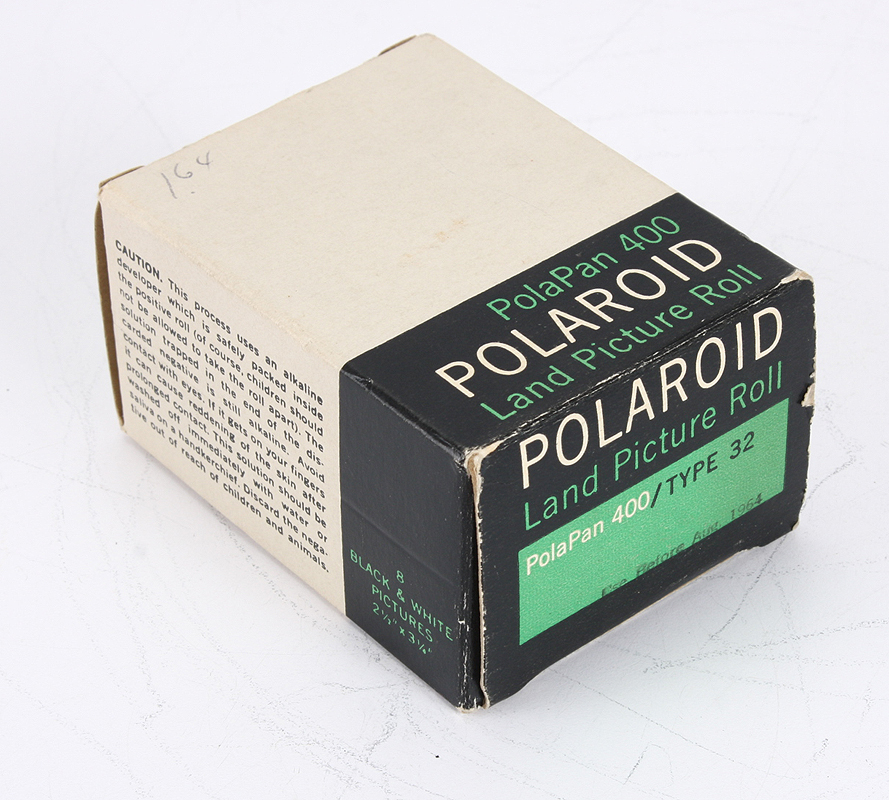 164
PolaPan 400
POLAROID
Land Picture Roll
POLAROID
Land Picture Roll
PolaPan 400/TYPE 32
Use Before Aug. 1964
CAUTION. This process uses an alkaline
developer which is safely packed inside
the positive roll (of course children should
not be allowed to take the roll apart). The
solution trapped in the end of the dis-
carded negative is still alkaline. Avoid
contact with eyes. If it gets on your fingers
it can cause reddening of the skin after
prolonged contact. This solution should be
washed off immediately with water or
saliva on a handkerchief. Discard the nega-
tive out of reach of children and animals.
8
BLACK & WHITE
PICTURES
2½" x 3¼"